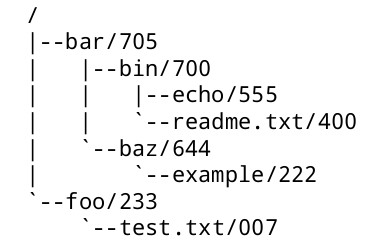 /
|--bar/705
|   |--bin/700
|   |   |--echo/555
|   |   `--readme.txt/400
|   `--baz/644
|       `--example/222
`--foo/233
    `--test.txt/007